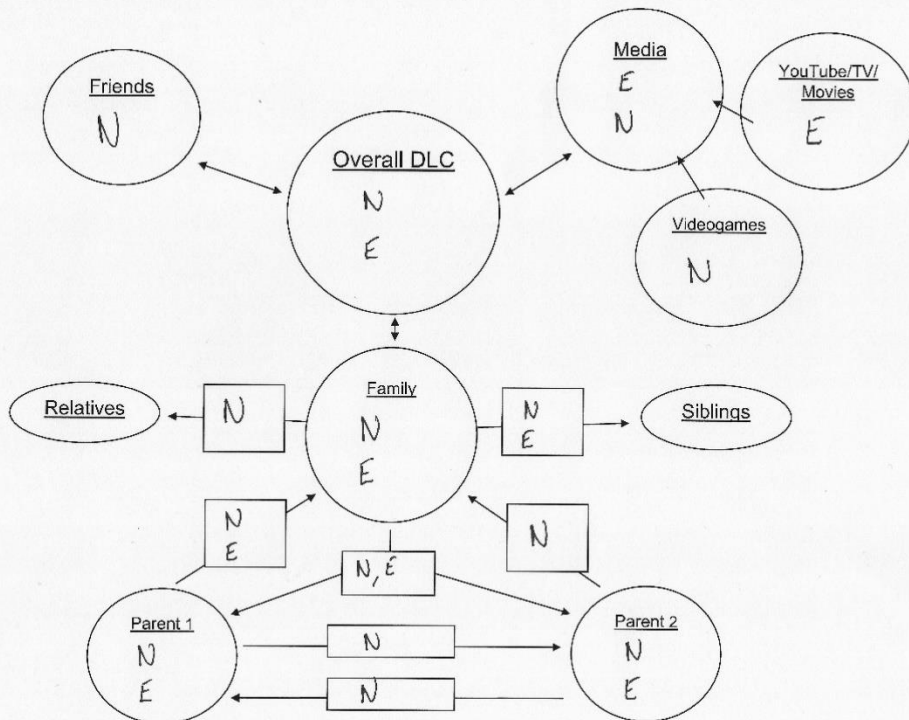 Friends
N
Overall DLC
N
E
Media
E
N
YouTube/TV/
Movies
E
Videogames
N
Relatives
N
Family
N
E
N
E
Siblings
N
E
N
N, E
Parent 1
N
E
N
N
Parent 2
N
E